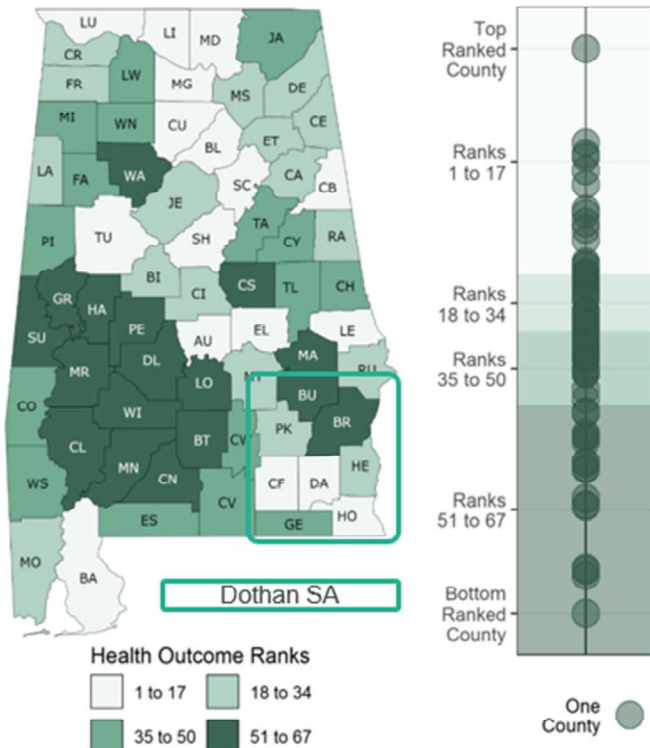 LU
LI
MD
JA
CR
LW
FR
MG
MS
DE
MI
WN
CU
BL
ET
CE
LA
FA
WA
JE
SC
CA
CB
PI
TU
SH
TA
CY
RA
BI
CI
CS
TL
CH
GR
HA
SU
PE
AU
EL
LE
MR
DL
LO
MA
RU
CO
WI
BT
BU
BR
CL
MN
CN
CW
PK
HE
WS
CV
CF
DA
MO
ES
GE
HO
BA
Dothan SA
Health Outcome Ranks
1 to 17
18 to 34
35 to 50
51 to 67
Top
Ranked
County
Ranks
1 to 17
Ranks
18 to 34
Ranks
35 to 50
Ranks
51 to 67
Bottom
Ranked
County
One
County